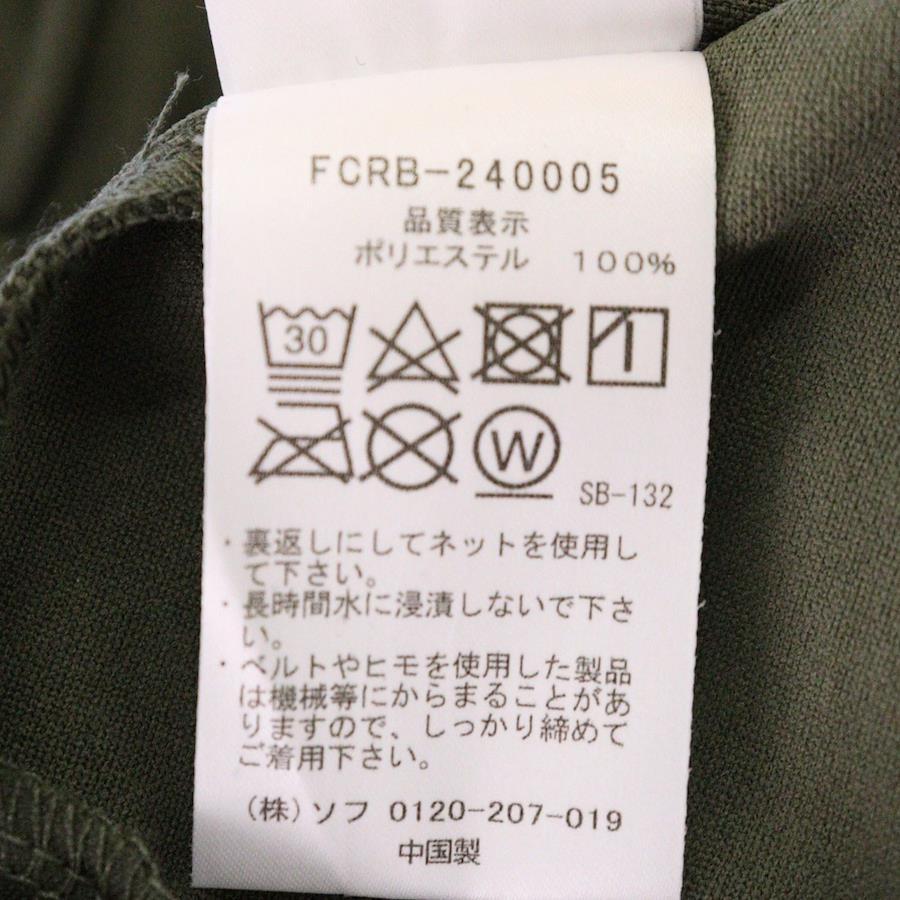 FCRB-240005
品質表示
ポリエステル 100%
30
W
SB-132
・裏返しにしてネットを使用し
て下さい。
・長時間水に浸漬しないで下さ
い。
・ベルトやヒモを使用した製品
は機械等にからまることがあ
りますので、しっかり締めて
ご着用下さい。
(株)ソフ 0120-207-019
中国製